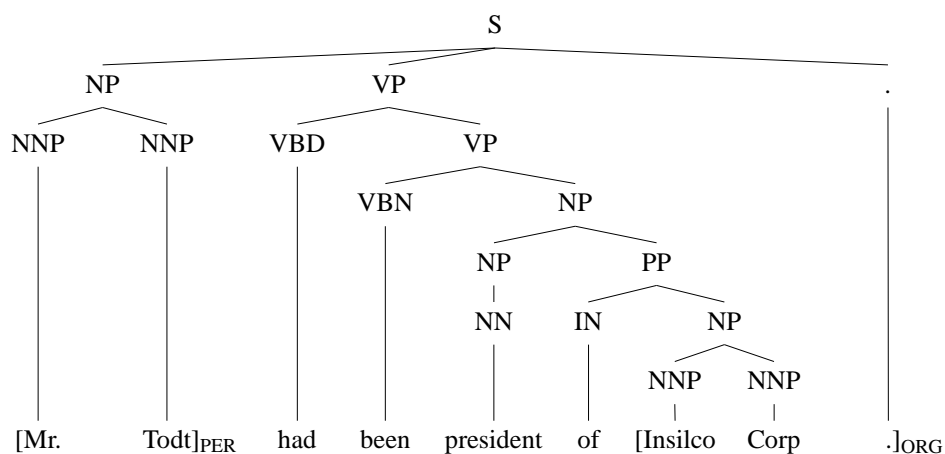 S
NP VP .
NNP NNP VBD VP
VBN NP
NP PP
NN IN NP
NNP NNP
[Mr. Todt]PER had been president of [Insilco Corp .]ORG